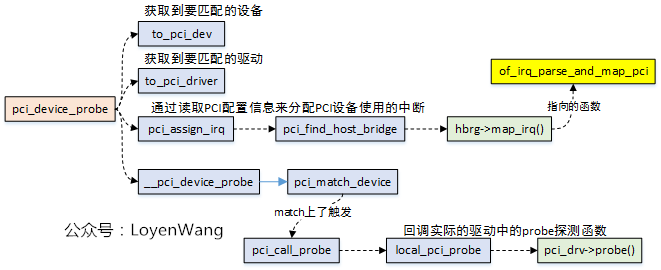 获取到要匹配的设备
to_pci_dev
获取到要匹配的驱动
to_pci_driver
of_irq_parse_and_map_pci
pci_device_probe
通过读取PCI配置信息来分配PCI设备使用的中断
指向的函数
pci_assign_irq
pci_find_host_bridge
hbrg->map_irq()
__pci_device_probe
pci_match_device
match上了触发
公众号：LoyenWang
回调实际的驱动中的probe探测函数
pci_call_probe
local_pci_probe
pci_drv->probe()